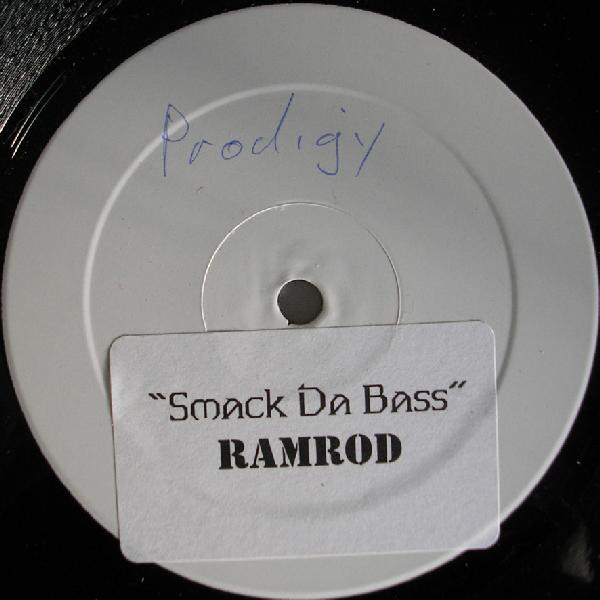 Prodigy
"Smack Da Bass"
RAMROD